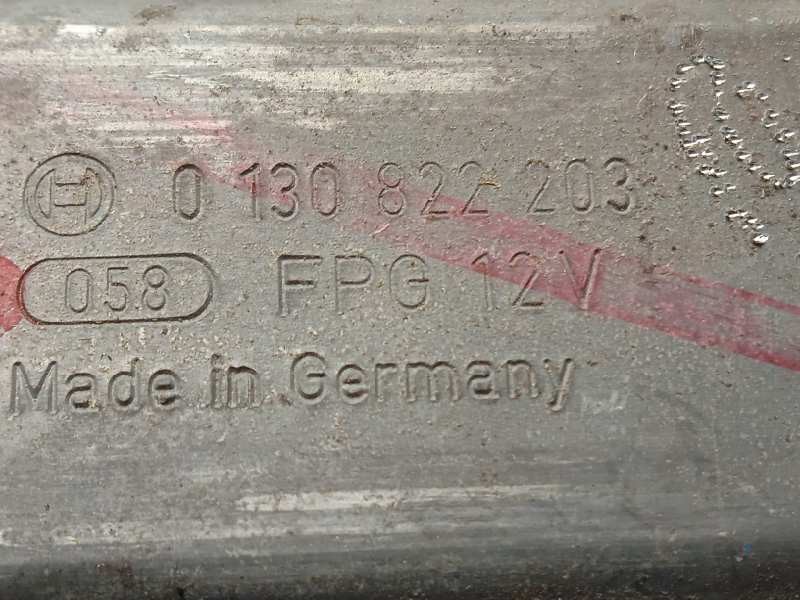 0 130 822 203
058 FPG 12V
Made in Germany